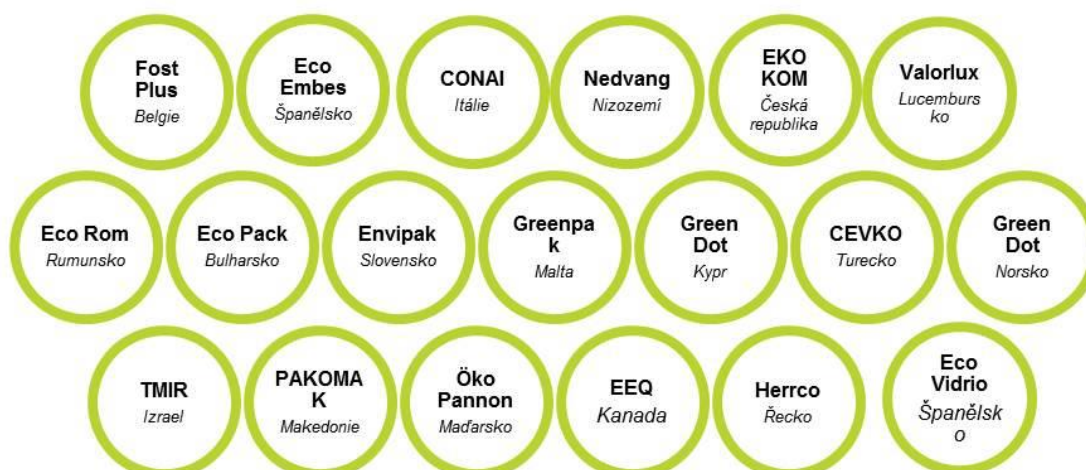 Fost
Plus
Belgie
Eco
Embes
Španělsko
CONAI
Itálie
Nedvang
Nizozemí
EKO
KOM
Česká
republika
Valorlux
Lucemburs
ko
Eco Rom
Rumunsko
Eco Pack
Bulharsko
Envipak
Slovensko
Greenpa
k
Malta
Green
Dot
Kypr
CEVKO
Turecko
Green
Dot
Norsko
TMIR
Izrael
PAKOMA
K
Makedonie
Öko
Pannon
Maďarsko
EEQ
Kanada
Herrco
Řecko
Eco
Vidrio
Španělsk
o